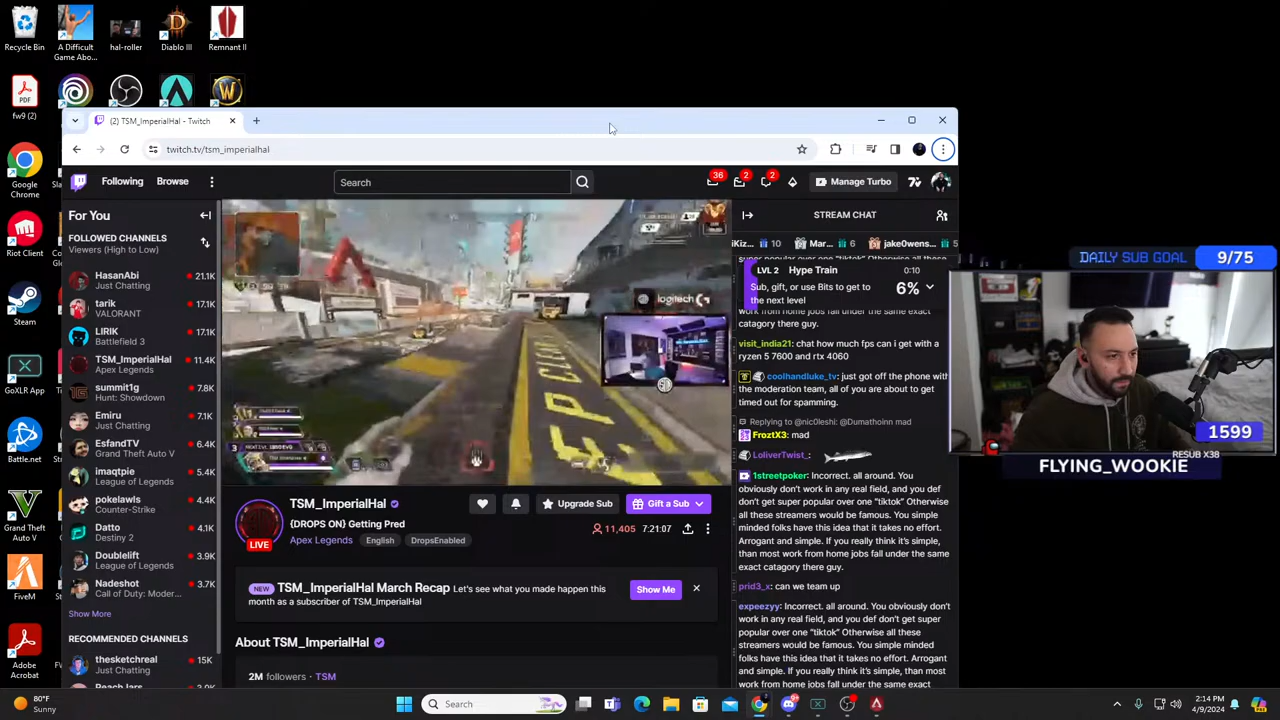 Recycle Bin
A Difficult
Game Abo...
hal-roller
Diablo III
Remnant II
fw9 (2)
Google
Chrome
Riot Client
Steam
GoXLR App
Battle.net
Grand Theft
Auto V
FiveM
Adobe
Acrobat
(2) TSM_ImperialHal - Twitch
twitch.tv/tsm_imperialhal
Following
Browse
Search
36
2
2
Manage Turbo
For You
FOLLOWED CHANNELS
Viewers (High to Low)
HasanAbi
21.1K
Just Chatting
tarik
17.1K
VALORANT
LIRIK
17.1K
Battlefield 3
TSM_ImperialHal
11.4K
Apex Legends
summit1g
7.8K
Hunt: Showdown
Emiru
7.1K
Just Chatting
EsfandTV
6.4K
Grand Theft Auto V
imaqtpie
5.4K
League of Legends
pokelawls
4.9K
Counter-Strike
Datto
4.1K
Destiny 2
Doublelift
3.9K
League of Legends
Nadeshot
3.7K
Call of Duty: Moder...
Show More
RECOMMENDED CHANNELS
thesketchreal
15K
Just Chatting
logitech G
TSM_ImperialHal
Upgrade Sub
Gift a Sub
LIVE
{DROPS ON} Getting Pred
11,405
7:21:07
Apex Legends
English
DropsEnabled
NEW
TSM_ImperialHal March Recap Let's see what you made happen this
month as a subscriber of TSM_ImperialHal
Show Me
About TSM_ImperialHal
2M followers · TSM
STREAM CHAT
iKiz... 10
Mar... 6
jake0wens... 5
LVL 2 Hype Train
0:10
Sub, gift, or use Bits to get to
the next level
6%
work from home jobs fall under the same exact
catagory there guy.
visit_india21: chat how much fps can i get with a
ryzen 5 7600 and rtx 4060
coolhandluke_tv: just got off the phone with
the moderation team, all of you are about to get
timed out for spamming.
Replying to @nic0leshi: @Dumathoinn mad
FroztX3: mad
LoliverTwist_:
1streetpoker: Incorrect. all around. You
obviously don't work in any real field, and you def
don't get super popular over one "tiktok" Otherwise
all these streamers would be famous. You simple
minded folks have this idea that it takes no effort.
Arrogant and simple. If you really think it's simple,
than most work from home jobs fall under the same
exact catagory there guy.
prid3_x: can we team up
expeezyy: Incorrect. all around. You obviously don't
work in any real field, and you def don't get super
popular over one "tiktok" Otherwise all these
streamers would be famous. You simple minded
folks have this idea that it takes no effort. Arrogant
and simple. If you really think it's simple, than most
work from home jobs fall under the same exact
DAILY SUB GOAL
9/75
1599
RESUB X38
FLYING_WOOKIE
80°F
Sunny
Search
2:14 PM
4/9/2024